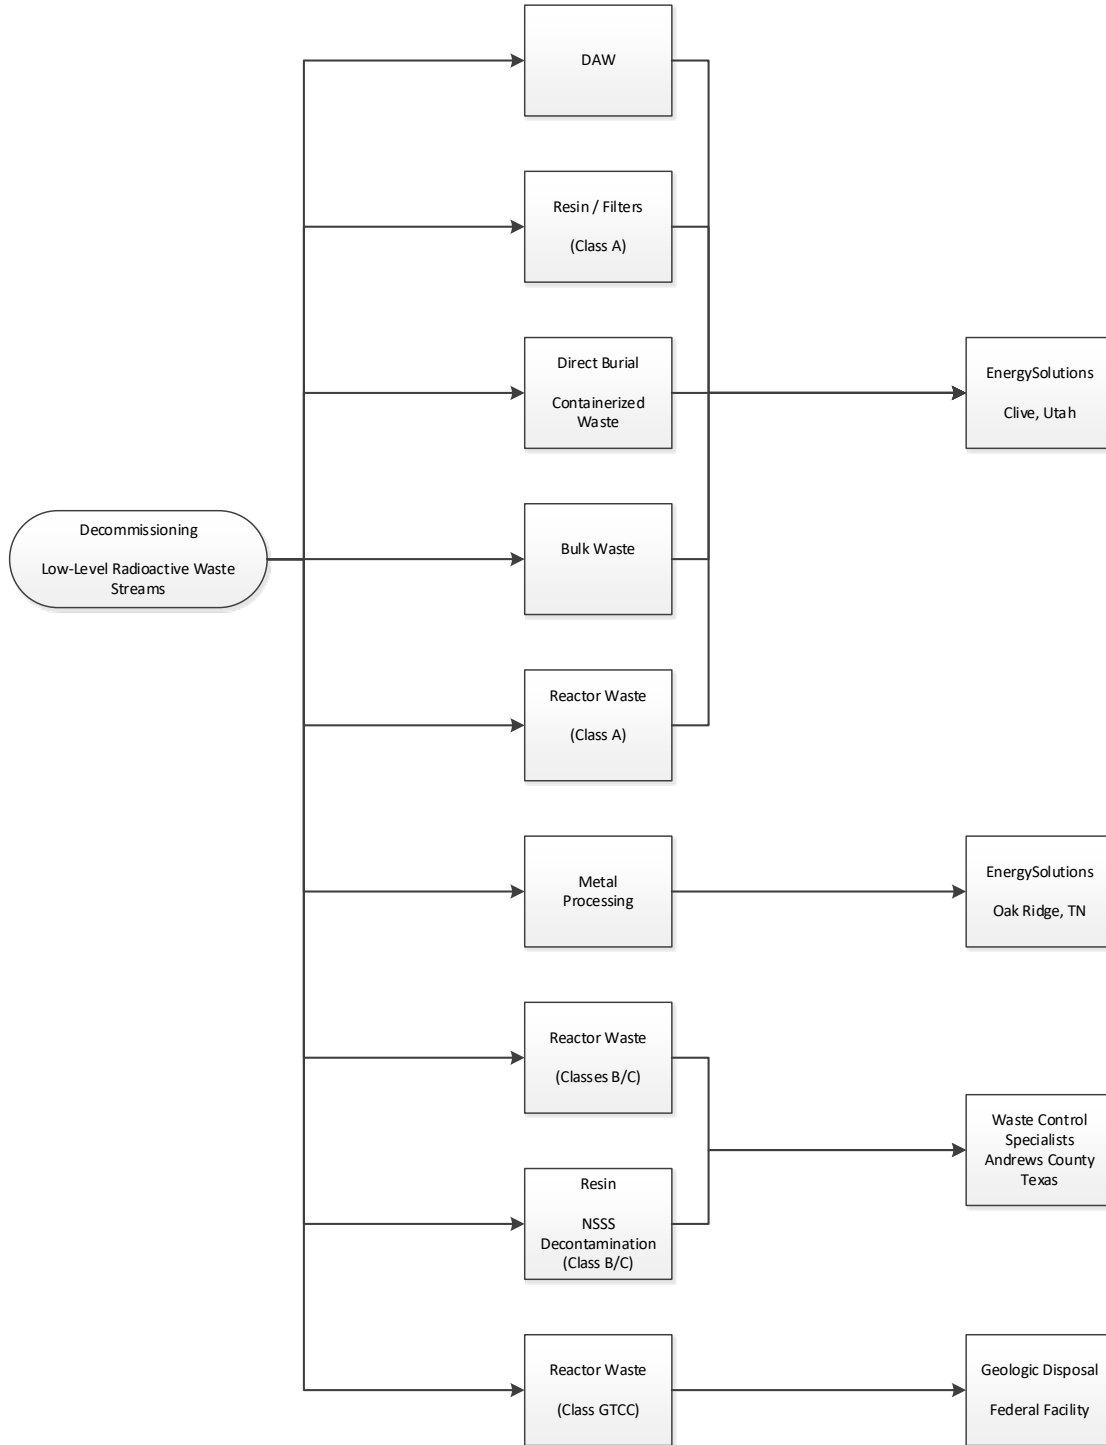 DAW
Resin / Filters
(Class A)
Direct Burial
Containerized
Waste
EnergySolutions
Clive, Utah
Decommissioning
Low-Level Radioactive Waste
Streams
Bulk Waste
Reactor Waste
(Class A)
Metal
Processing
EnergySolutions
Oak Ridge, TN
Reactor Waste
(Classes B/C)
Waste Control
Specialists
Andrews County
Texas
Resin
NSSS
Decontamination
(Class B/C)
Reactor Waste
(Class GTCC)
Geologic Disposal
Federal Facility